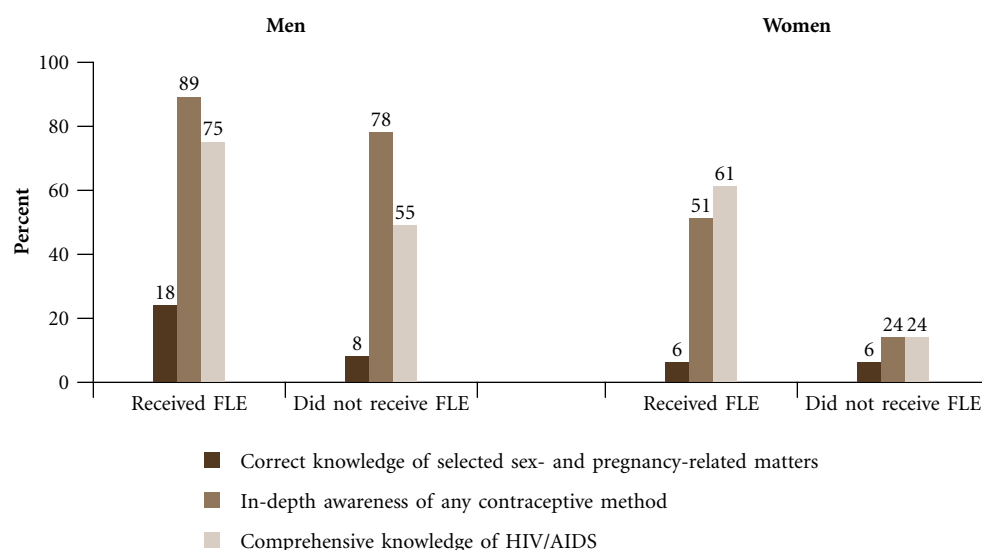 Men Women
100
80
60
40
20
0
Percent
18 89 75 8 78 55 6 51 61 6 24 24
Received FLE Did not receive FLE Received FLE Did not receive FLE
Correct knowledge of selected sex- and pregnancy-related matters
In-depth awareness of any contraceptive method
Comprehensive knowledge of HIV/AIDS